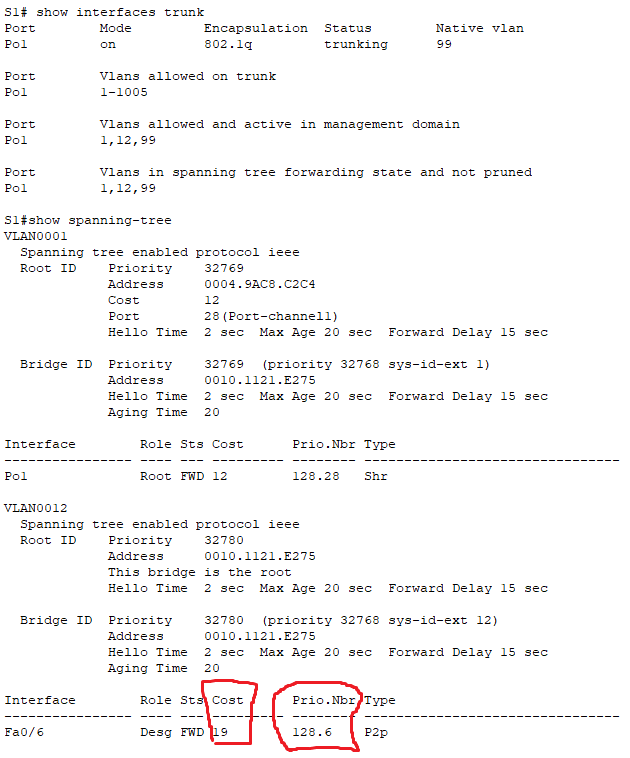 S1# show interfaces trunk
Port        Mode         Encapsulation  Status        Native vlan
Po1         on           802.1q         trunking      99

Port        Vlans allowed on trunk
Po1         1-1005

Port        Vlans allowed and active in management domain
Po1         1,12,99

Port        Vlans in spanning tree forwarding state and not pruned
Po1         1,12,99

S1#show spanning-tree
VLAN0001
  Spanning tree enabled protocol ieee
  Root ID    Priority    32769
             Address     0004.9AC8.C2C4
             Cost        12
             Port        28(Port-channel1)
             Hello Time  2 sec  Max Age 20 sec  Forward Delay 15 sec

  Bridge ID  Priority    32769  (priority 32768 sys-id-ext 1)
             Address     0010.1121.E275
             Hello Time  2 sec  Max Age 20 sec  Forward Delay 15 sec
             Aging Time  20

Interface        Role Sts Cost      Prio.Nbr Type
---------------- ---- --- --------- -------- --------------------------------
Po1              Root FWD 12        128.28   Shr

VLAN0012
  Spanning tree enabled protocol ieee
  Root ID    Priority    32780
             Address     0010.1121.E275
             This bridge is the root
             Hello Time  2 sec  Max Age 20 sec  Forward Delay 15 sec

  Bridge ID  Priority    32780  (priority 32768 sys-id-ext 12)
             Address     0010.1121.E275
             Hello Time  2 sec  Max Age 20 sec  Forward Delay 15 sec
             Aging Time  20

Interface        Role Sts Cost      Prio.Nbr Type
---------------- ---- --- --------- -------- --------------------------------
Fa0/6            Desg FWD 19        128.6    P2p